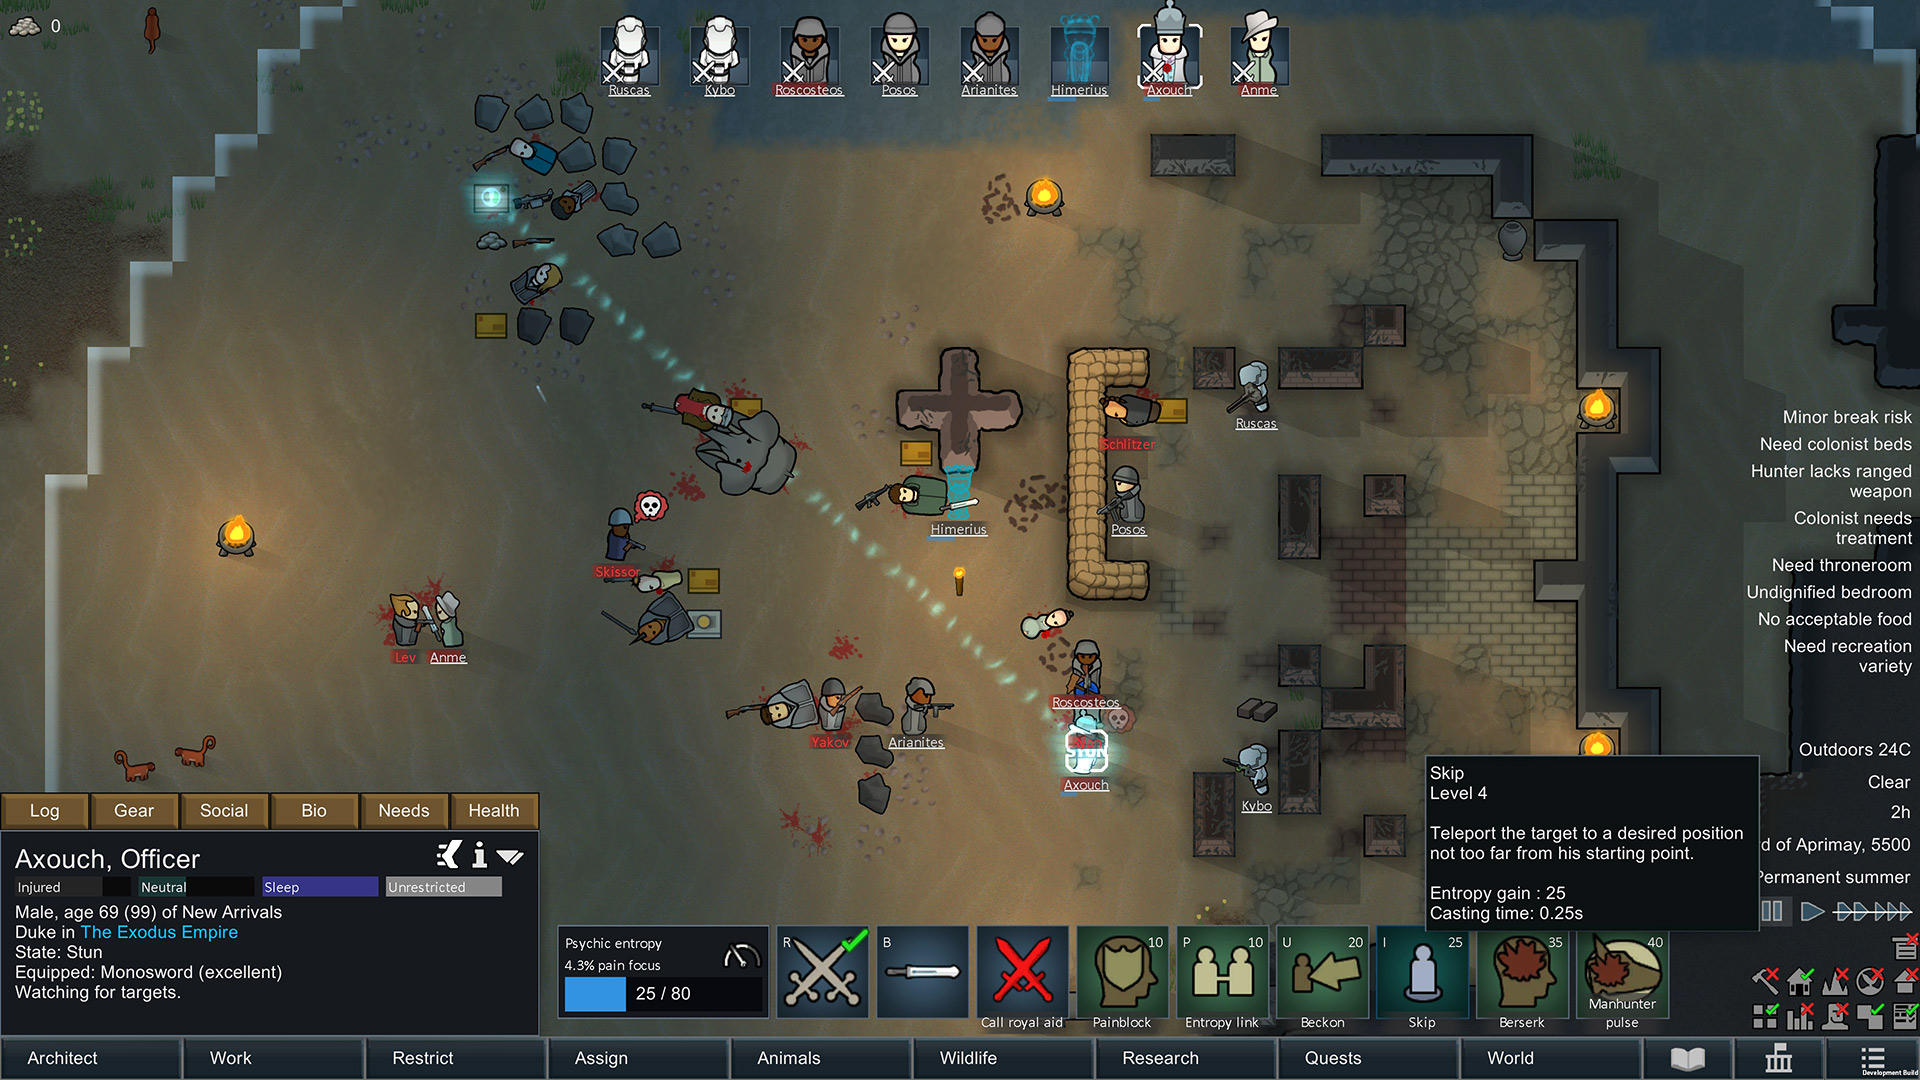 0
Ruscas
Kybo
Roscosteos
Posos
Arianites
Himerius
Axouch
Anme
Schlitzer
Ruscas
Himerius
Posos
Skissor
Lev
Anme
Yakov
Arianites
Roscosteos
STUN
Axouch
Kybo
Minor break risk
Need colonist beds
Hunter lacks ranged
weapon
Colonist needs
treatment
Need throneroom
Undignified bedroom
No acceptable food
Need recreation
variety
Outdoors 24C
Clear
2h
d of Aprimay, 5500
Permanent summer
Skip
Level 4
Teleport the target to a desired position
not too far from his starting point.
Entropy gain : 25
Casting time: 0.25s
Log
Gear
Social
Bio
Needs
Health
Axouch, Officer
Injured
Neutral
Sleep
Unrestricted
Male, age 69 (99) of New Arrivals
Duke in The Exodus Empire
State: Stun
Equipped: Monosword (excellent)
Watching for targets.
Psychic entropy
4.3% pain focus
25 / 80
R
B
Call royal aid
10
Painblock
P 10
Entropy link
U 20
Beckon
I 25
Skip
35
Berserk
40
Manhunter
pulse
Architect
Work
Restrict
Assign
Animals
Wildlife
Research
Quests
World
Development Build